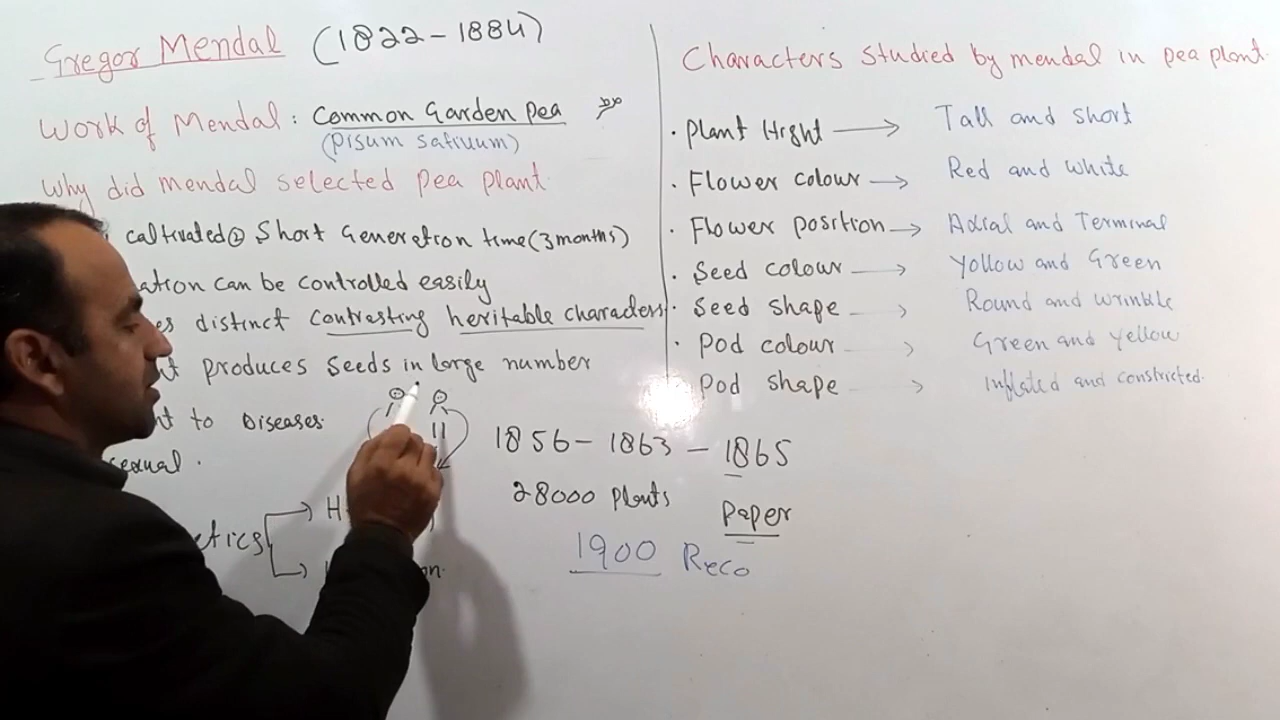 Gregor Mendal (1822-1884)
Work of Mendal: Common Garden Pea
(Pisum Sativum)
Why did mendal selected pea plant
caltivated ② Short Generation time (3 months)
ation can be controlled easily
es distinct contrasting heritable characters
t produces seeds in large number
t to Diseases
sexual.
etics
H
on.
1856-1863-1865
28000 Plants
Paper
1900 Reco
Characters studied by mendal in pea plant.
· Plant Hight → Tall and short
· Flower colour → Red and white
· Flower position → Axial and Terminal
· Seed colour → Yollow and Green
· Seed shape → Round and wrinkle
· Pod colour → Green and yellow
Pod shape → Inflated and constricted.